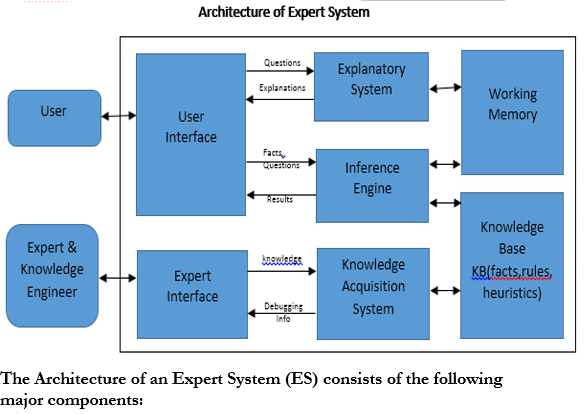 Architecture of Expert System
User
User
Interface
Questions
Explanations
Explanatory
System
Working
Memory
Facts,
Questions
Results
Inference
Engine
Expert &
Knowledge
Engineer
Expert
Interface
knowledge
Debugging
Info
Knowledge
Acquisition
System
Knowledge
Base
KB(facts,rules,
heuristics)
The Architecture of an Expert System (ES) consists of the following
major components: